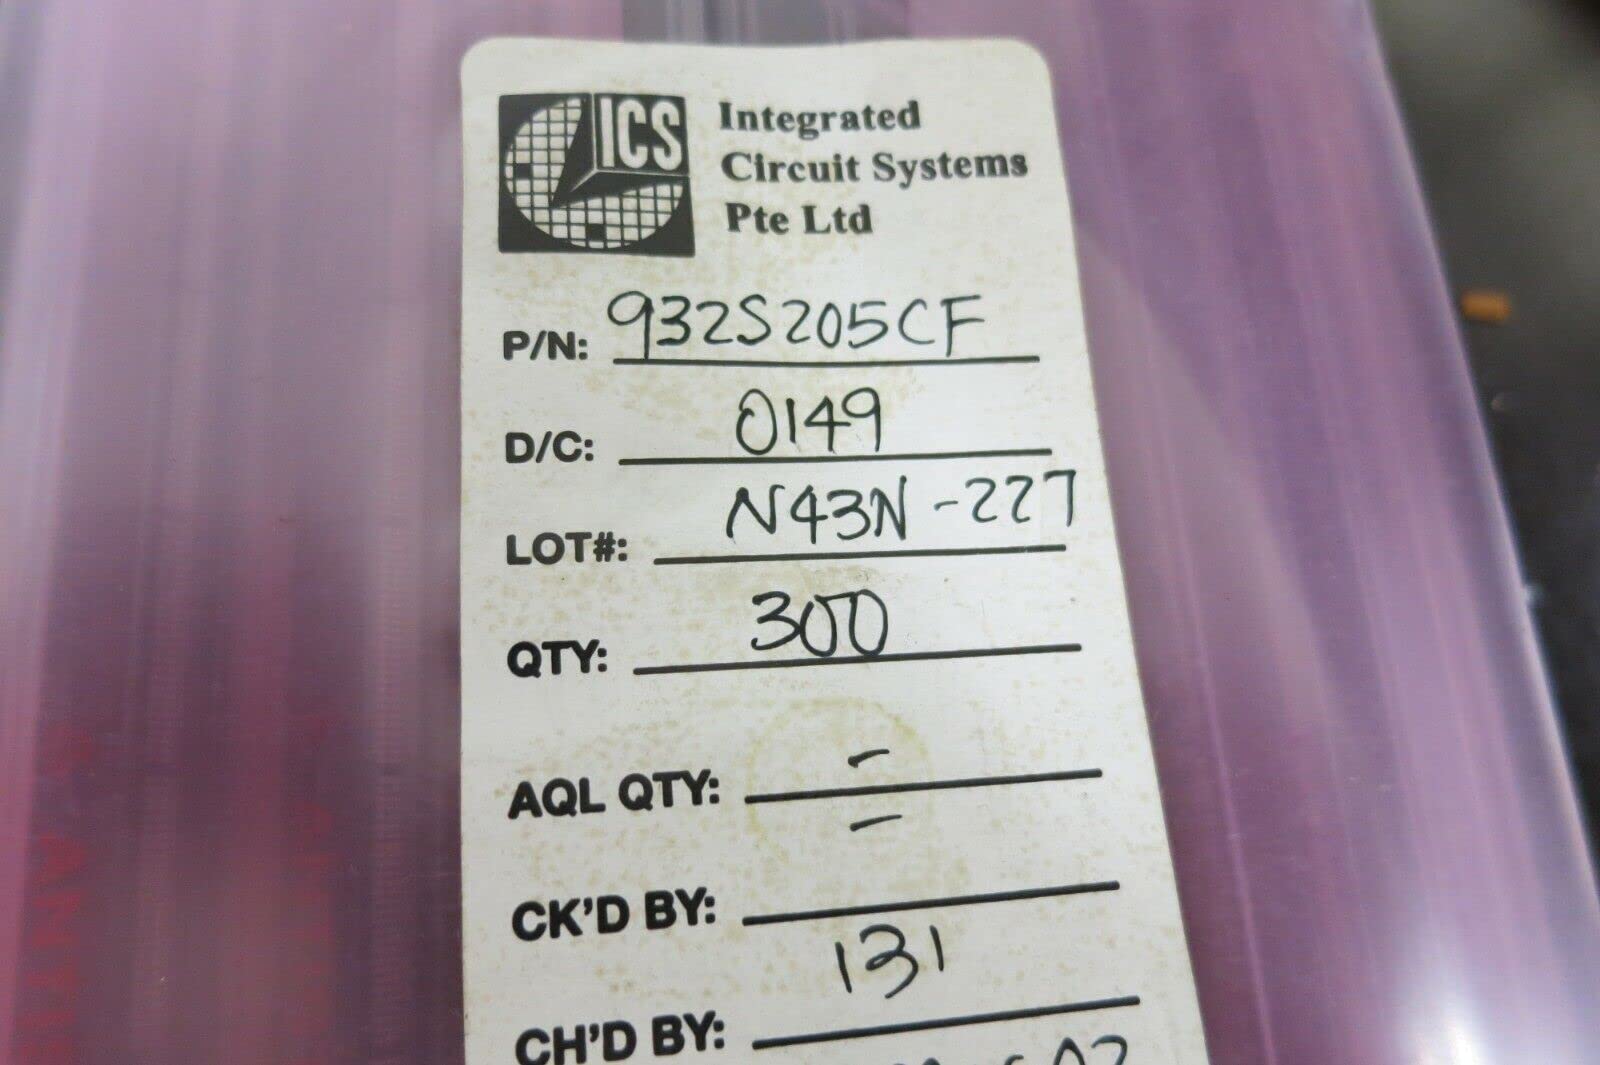 ICS
Integrated
Circuit Systems
Pte Ltd
P/N: 932S205CF
D/C: 0149
LOT#: N43N-227
QTY: 300
AQL QTY: -
CK'D BY: -
131
CH'D BY: